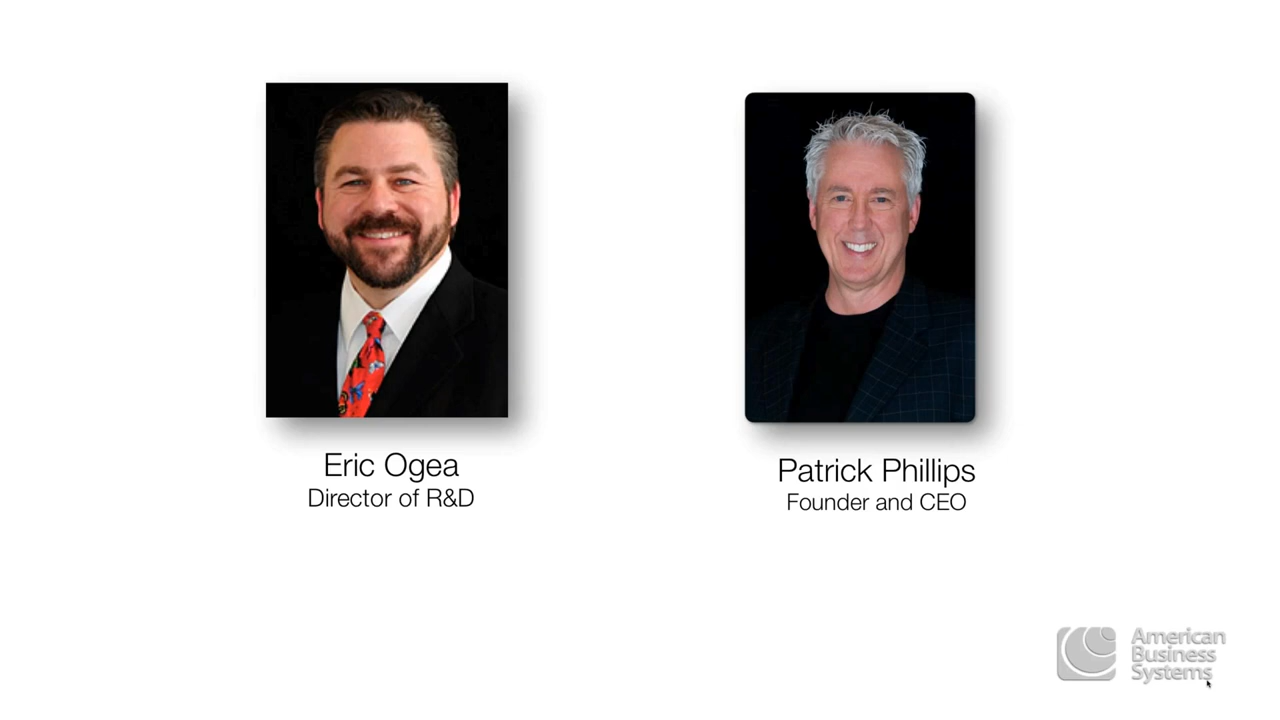 Eric Ogea
Director of R&D
Patrick Phillips
Founder and CEO
American
Business
Systems